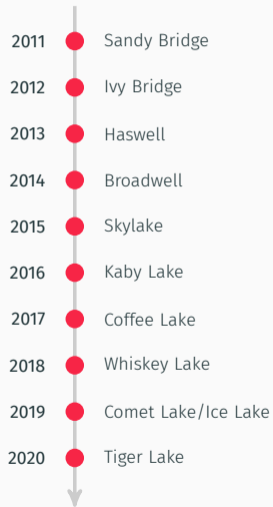 2011 Sandy Bridge
2012 Ivy Bridge
2013 Haswell
2014 Broadwell
2015 Skylake
2016 Kaby Lake
2017 Coffee Lake
2018 Whiskey Lake
2019 Comet Lake/Ice Lake
2020 Tiger Lake